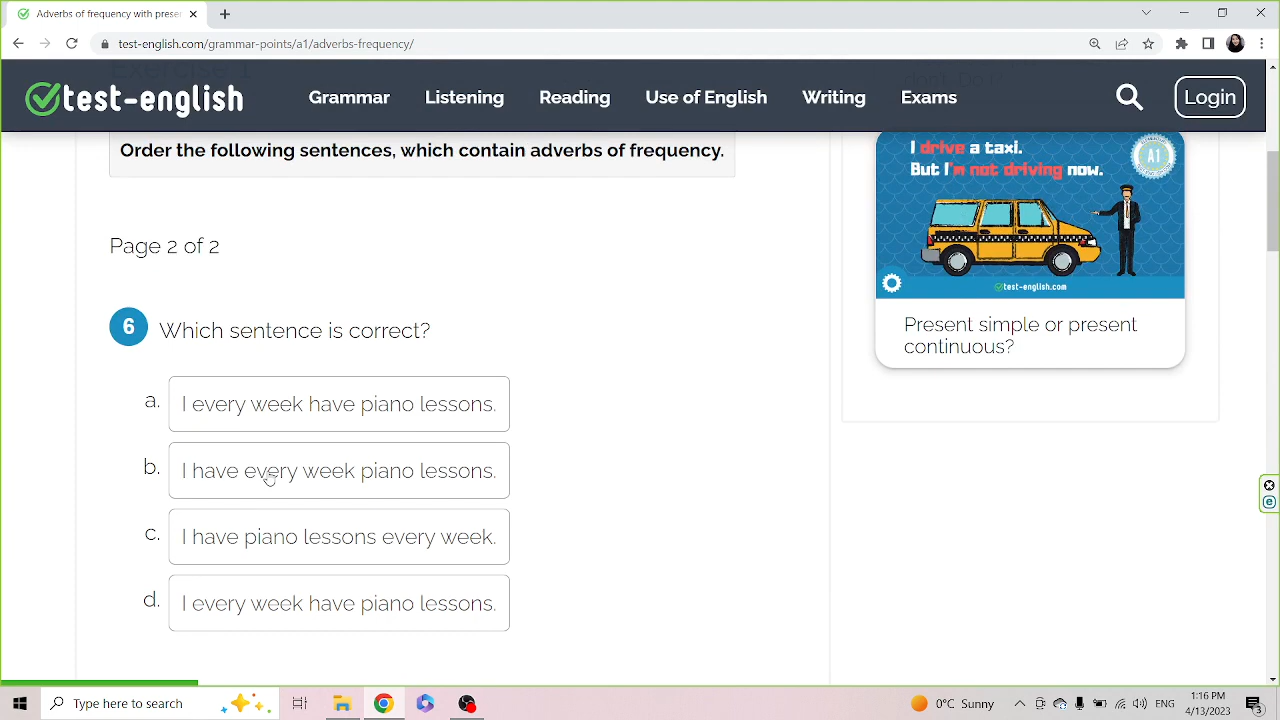 Adverbs of frequency with prese
test-english.com/grammar-points/a1/adverbs-frequency/
test-english
Grammar
Listening
Reading
Use of English
Writing
Exams
Login
Exercise 1
Order the following sentences, which contain adverbs of frequency.
Page 2 of 2
6 Which sentence is correct?
a. I every week have piano lessons.
b. I have every week piano lessons.
c. I have piano lessons every week.
d. I every week have piano lessons.
I drive a taxi.
But I'm not driving now.
A1
test-english.com
Present simple or present
continuous?
Type here to search
0°C Sunny
ENG
1:16 PM
4/13/2023
3